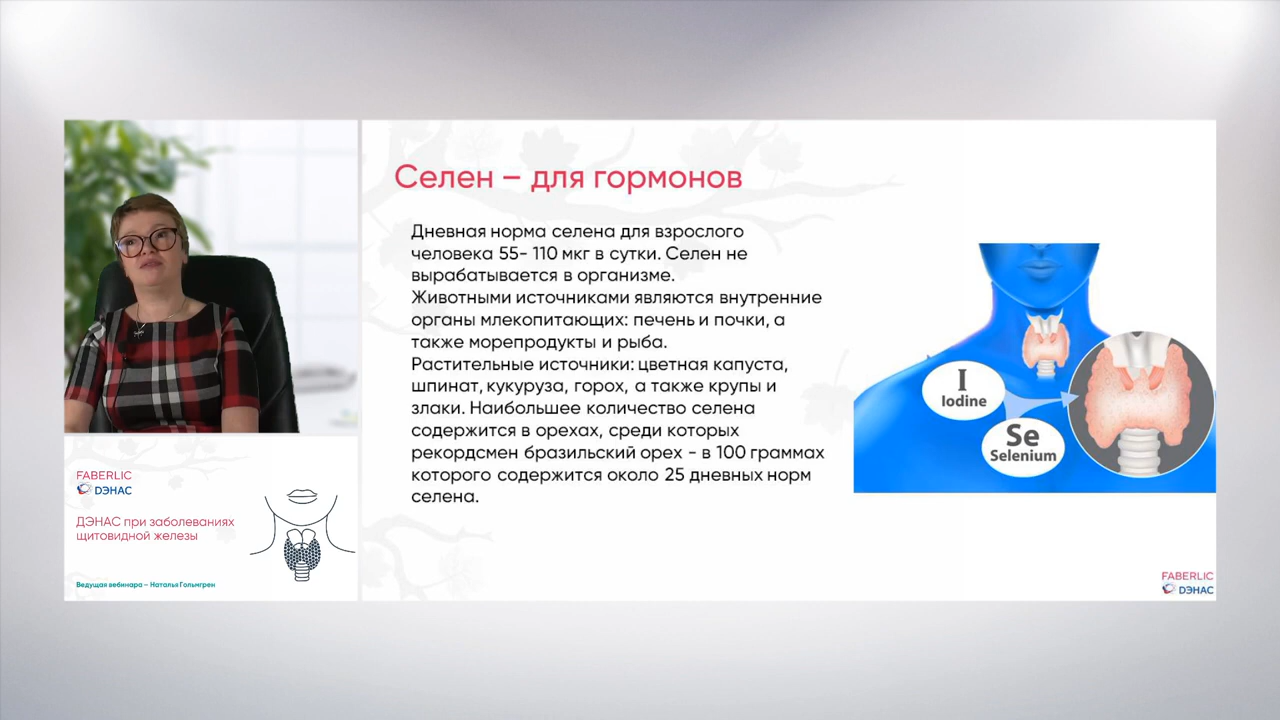 Селен – для гормонов
Дневная норма селена для взрослого
человека 55- 110 мкг в сутки. Селен не
вырабатывается в организме.
Животными источниками являются внутренние
органы млекопитающих: печень и почки, а
также морепродукты и рыба.
Растительные источники: цветная капуста,
шпинат, кукуруза, горох, а также крупы и
злаки. Наибольшее количество селена
содержится в орехах, среди которых
рекордсмен бразильский орех - в 100 граммах
которого содержится около 25 дневных норм
селена.
I
Iodine
Se
Selenium
FABERLIC
ДЭНАС
ДЭНАС при заболеваниях
щитовидной железы
Ведущая вебинара – Наталья Гольмгрен
FABERLIC
ДЭНАС